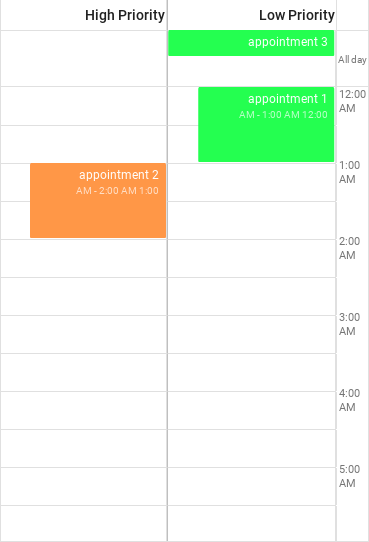 High Priority Low Priority
appointment 3
All day
appointment 1
AM - 1:00 AM 12:00
12:00
AM
appointment 2
AM - 2:00 AM 1:00
1:00
AM
2:00
AM
3:00
AM
4:00
AM
5:00
AM